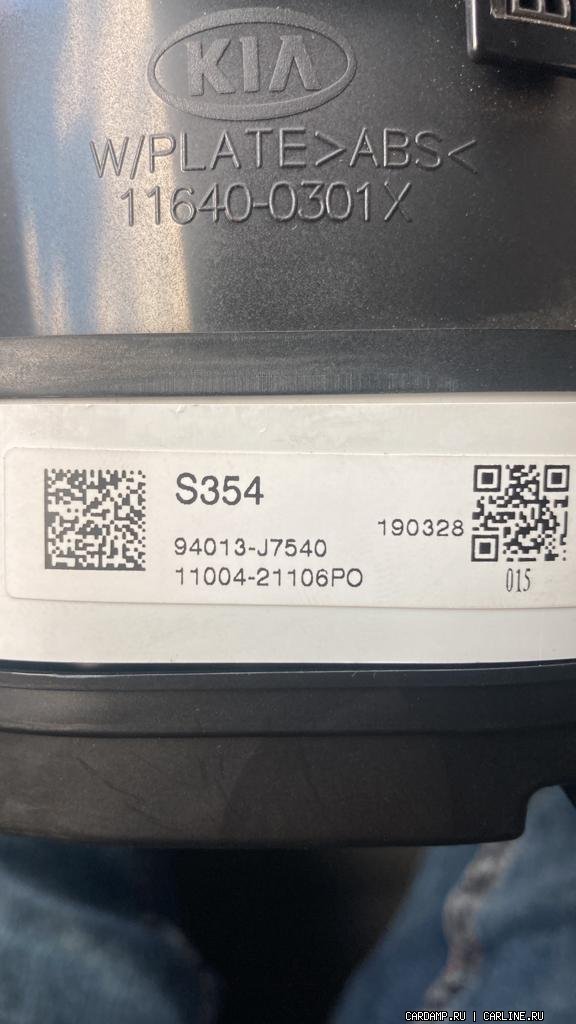 KIA
W/PLATE>ABS<
11640-0301X
S354
190328
94013-J7540
11004-21106PO
015
CARDAMP.RU | CARLINE.RU